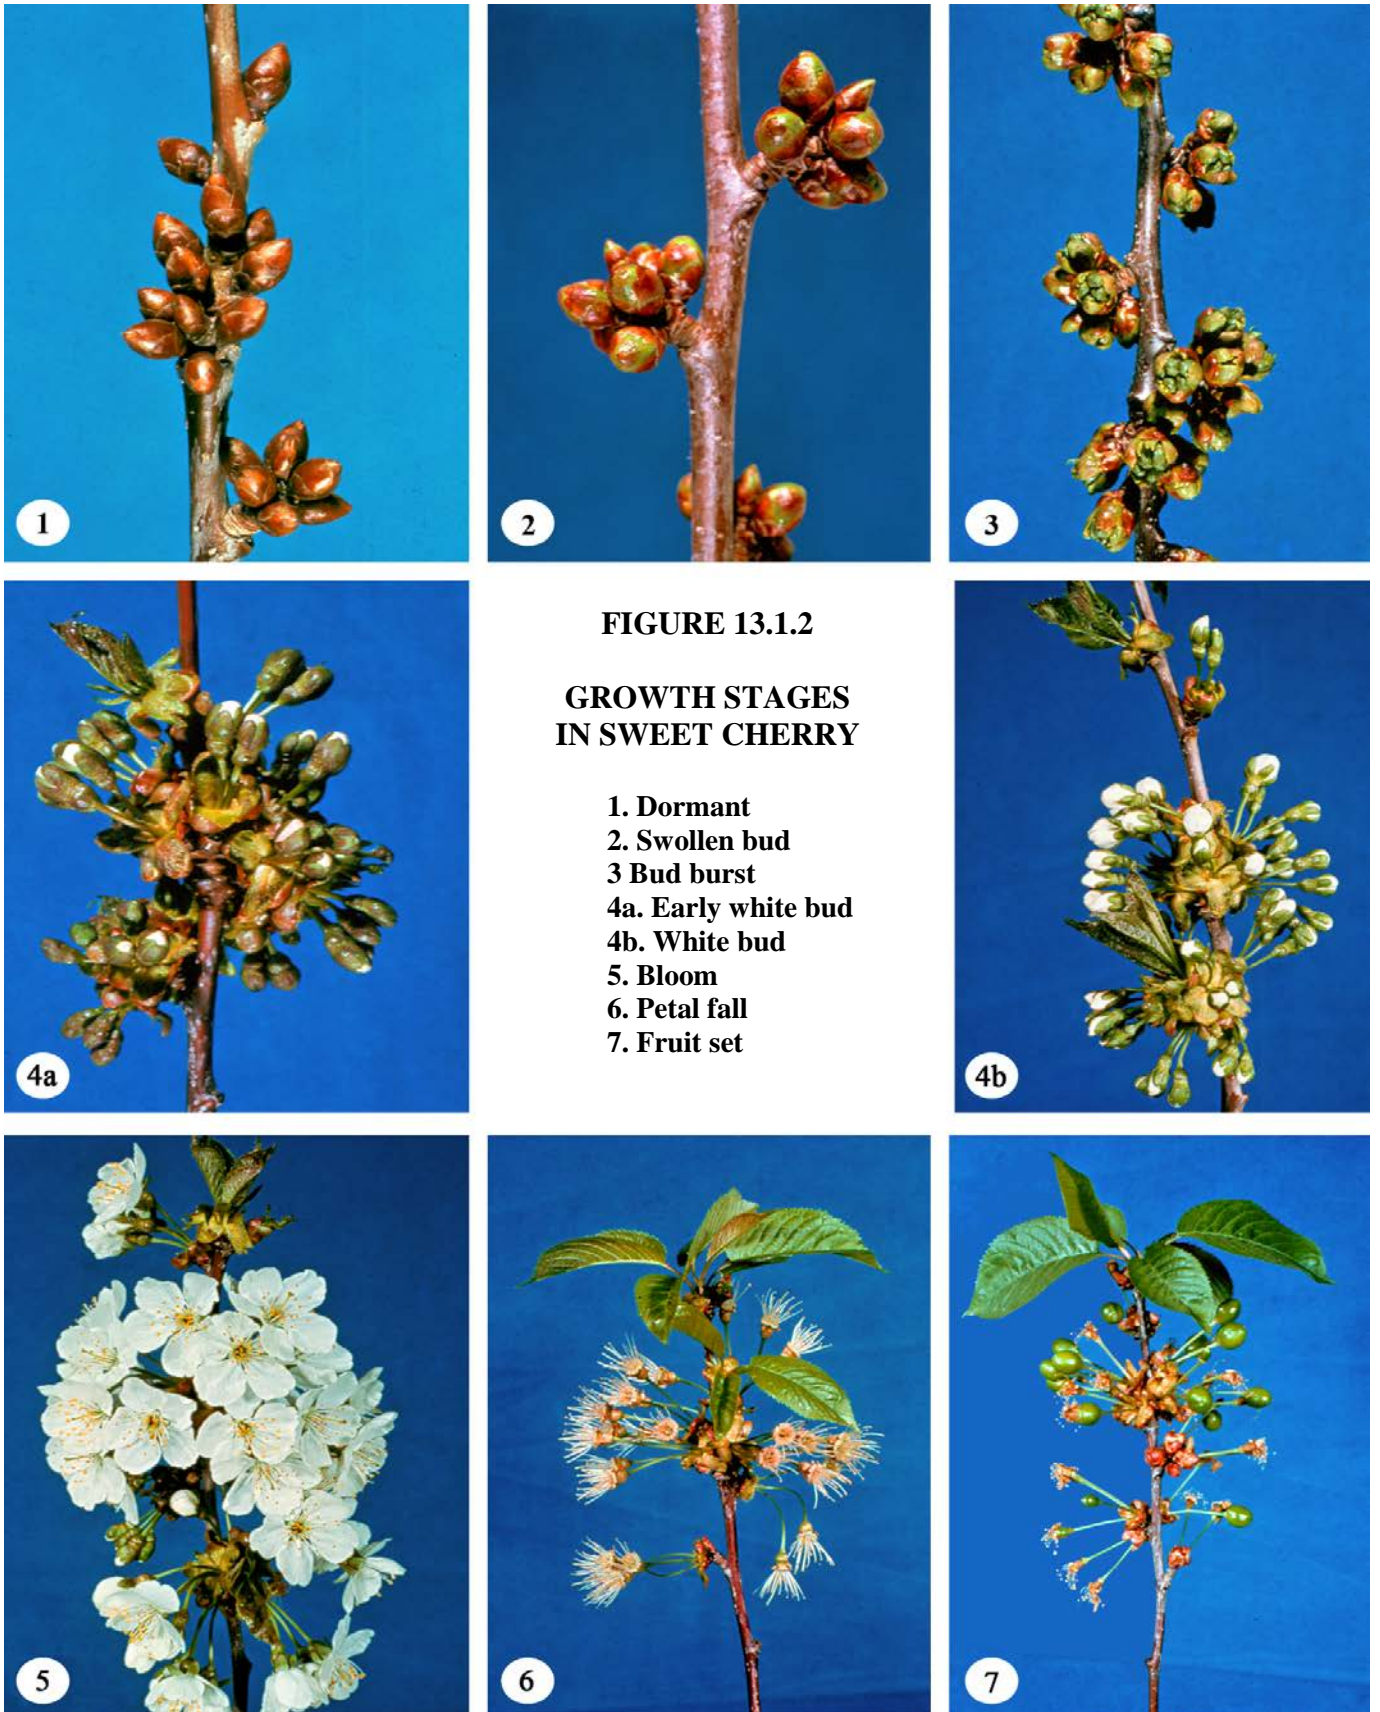 1
2
3
FIGURE 13.1.2
GROWTH STAGES
IN SWEET CHERRY
1. Dormant
2. Swollen bud
3 Bud burst
4a. Early white bud
4b. White bud
5. Bloom
6. Petal fall
7. Fruit set
4a
4b
5
6
7